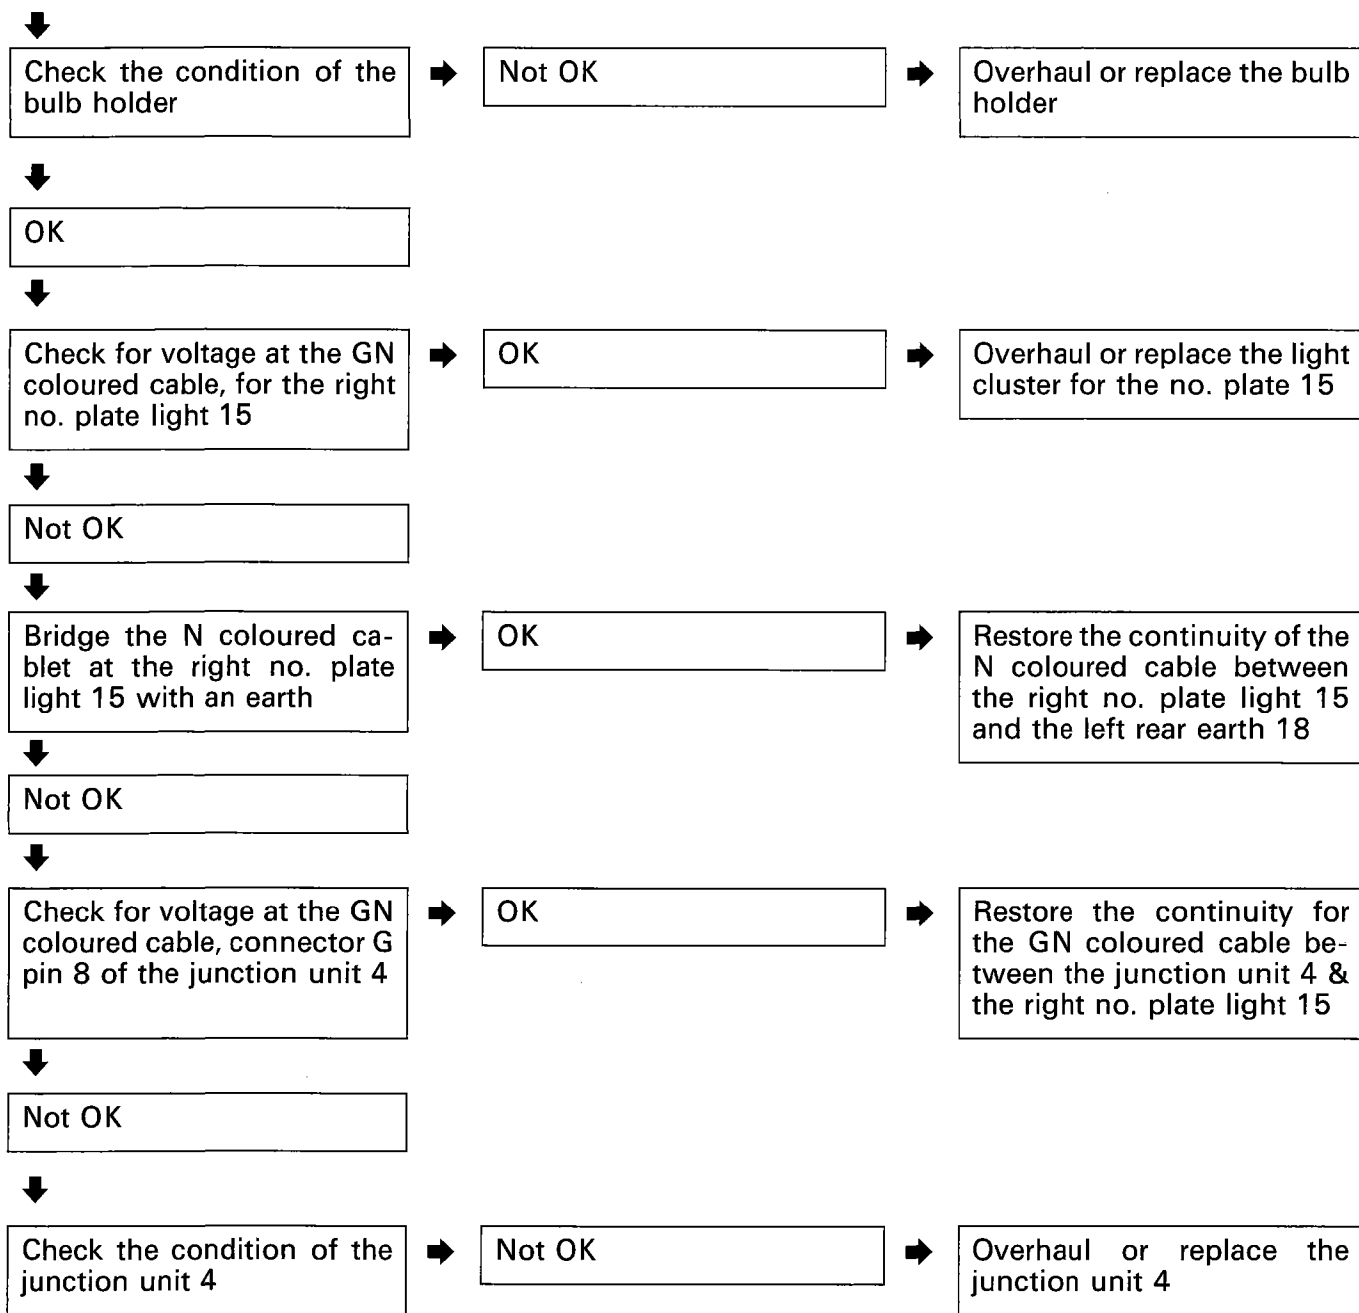 Check the condition of the
bulb holder
Not OK
Overhaul or replace the bulb
holder
OK
Check for voltage at the GN
coloured cable, for the right
no. plate light 15
OK
Overhaul or replace the light
cluster for the no. plate 15
Not OK
Bridge the N coloured ca-
blet at the right no. plate
light 15 with an earth
OK
Restore the continuity of the
N coloured cable between
the right no. plate light 15
and the left rear earth 18
Not OK
Check for voltage at the GN
coloured cable, connector G
pin 8 of the junction unit 4
OK
Restore the continuity for
the GN coloured cable be-
tween the junction unit 4 &
the right no. plate light 15
Not OK
Check the condition of the
junction unit 4
Not OK
Overhaul or replace the
junction unit 4